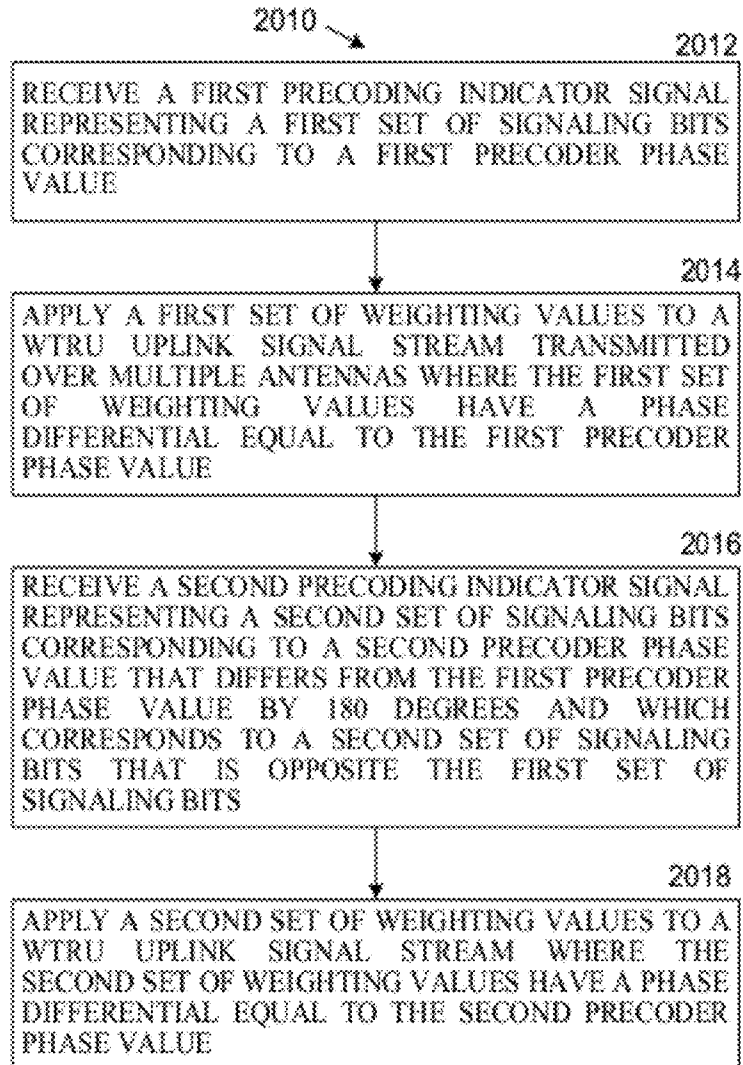 2010
2012
RECEIVE A FIRST PRECODING INDICATOR SIGNAL
REPRESENTING A FIRST SET OF SIGNALING BITS
CORRESPONDING TO A FIRST PRECODER PHASE
VALUE
2014
APPLY A FIRST SET OF WEIGHTING VALUES TO A
WTRU UPLINK SIGNAL STREAM TRANSMITTED
OVER MULTIPLE ANTENNAS WHERE THE FIRST SET
OF WEIGHTING VALUES HAVE A PHASE
DIFFERENTIAL EQUAL TO THE FIRST PRECODER
PHASE VALUE
2016
RECEIVE A SECOND PRECODING INDICATOR SIGNAL
REPRESENTING A SECOND SET OF SIGNALING BITS
CORRESPONDING TO A SECOND PRECODER PHASE
VALUE THAT DIFFERS FROM THE FIRST PRECODER
PHASE VALUE BY 180 DEGREES AND WHICH
CORRESPONDS TO A SECOND SET OF SIGNALING
BITS THAT IS OPPOSITE THE FIRST SET OF
SIGNALING BITS
2018
APPLY A SECOND SET OF WEIGHTING VALUES TO A
WTRU UPLINK SIGNAL STREAM WHERE THE
SECOND SET OF WEIGHTING VALUES HAVE A PHASE
DIFFERENTIAL EQUAL TO THE SECOND PRECODER
PHASE VALUE